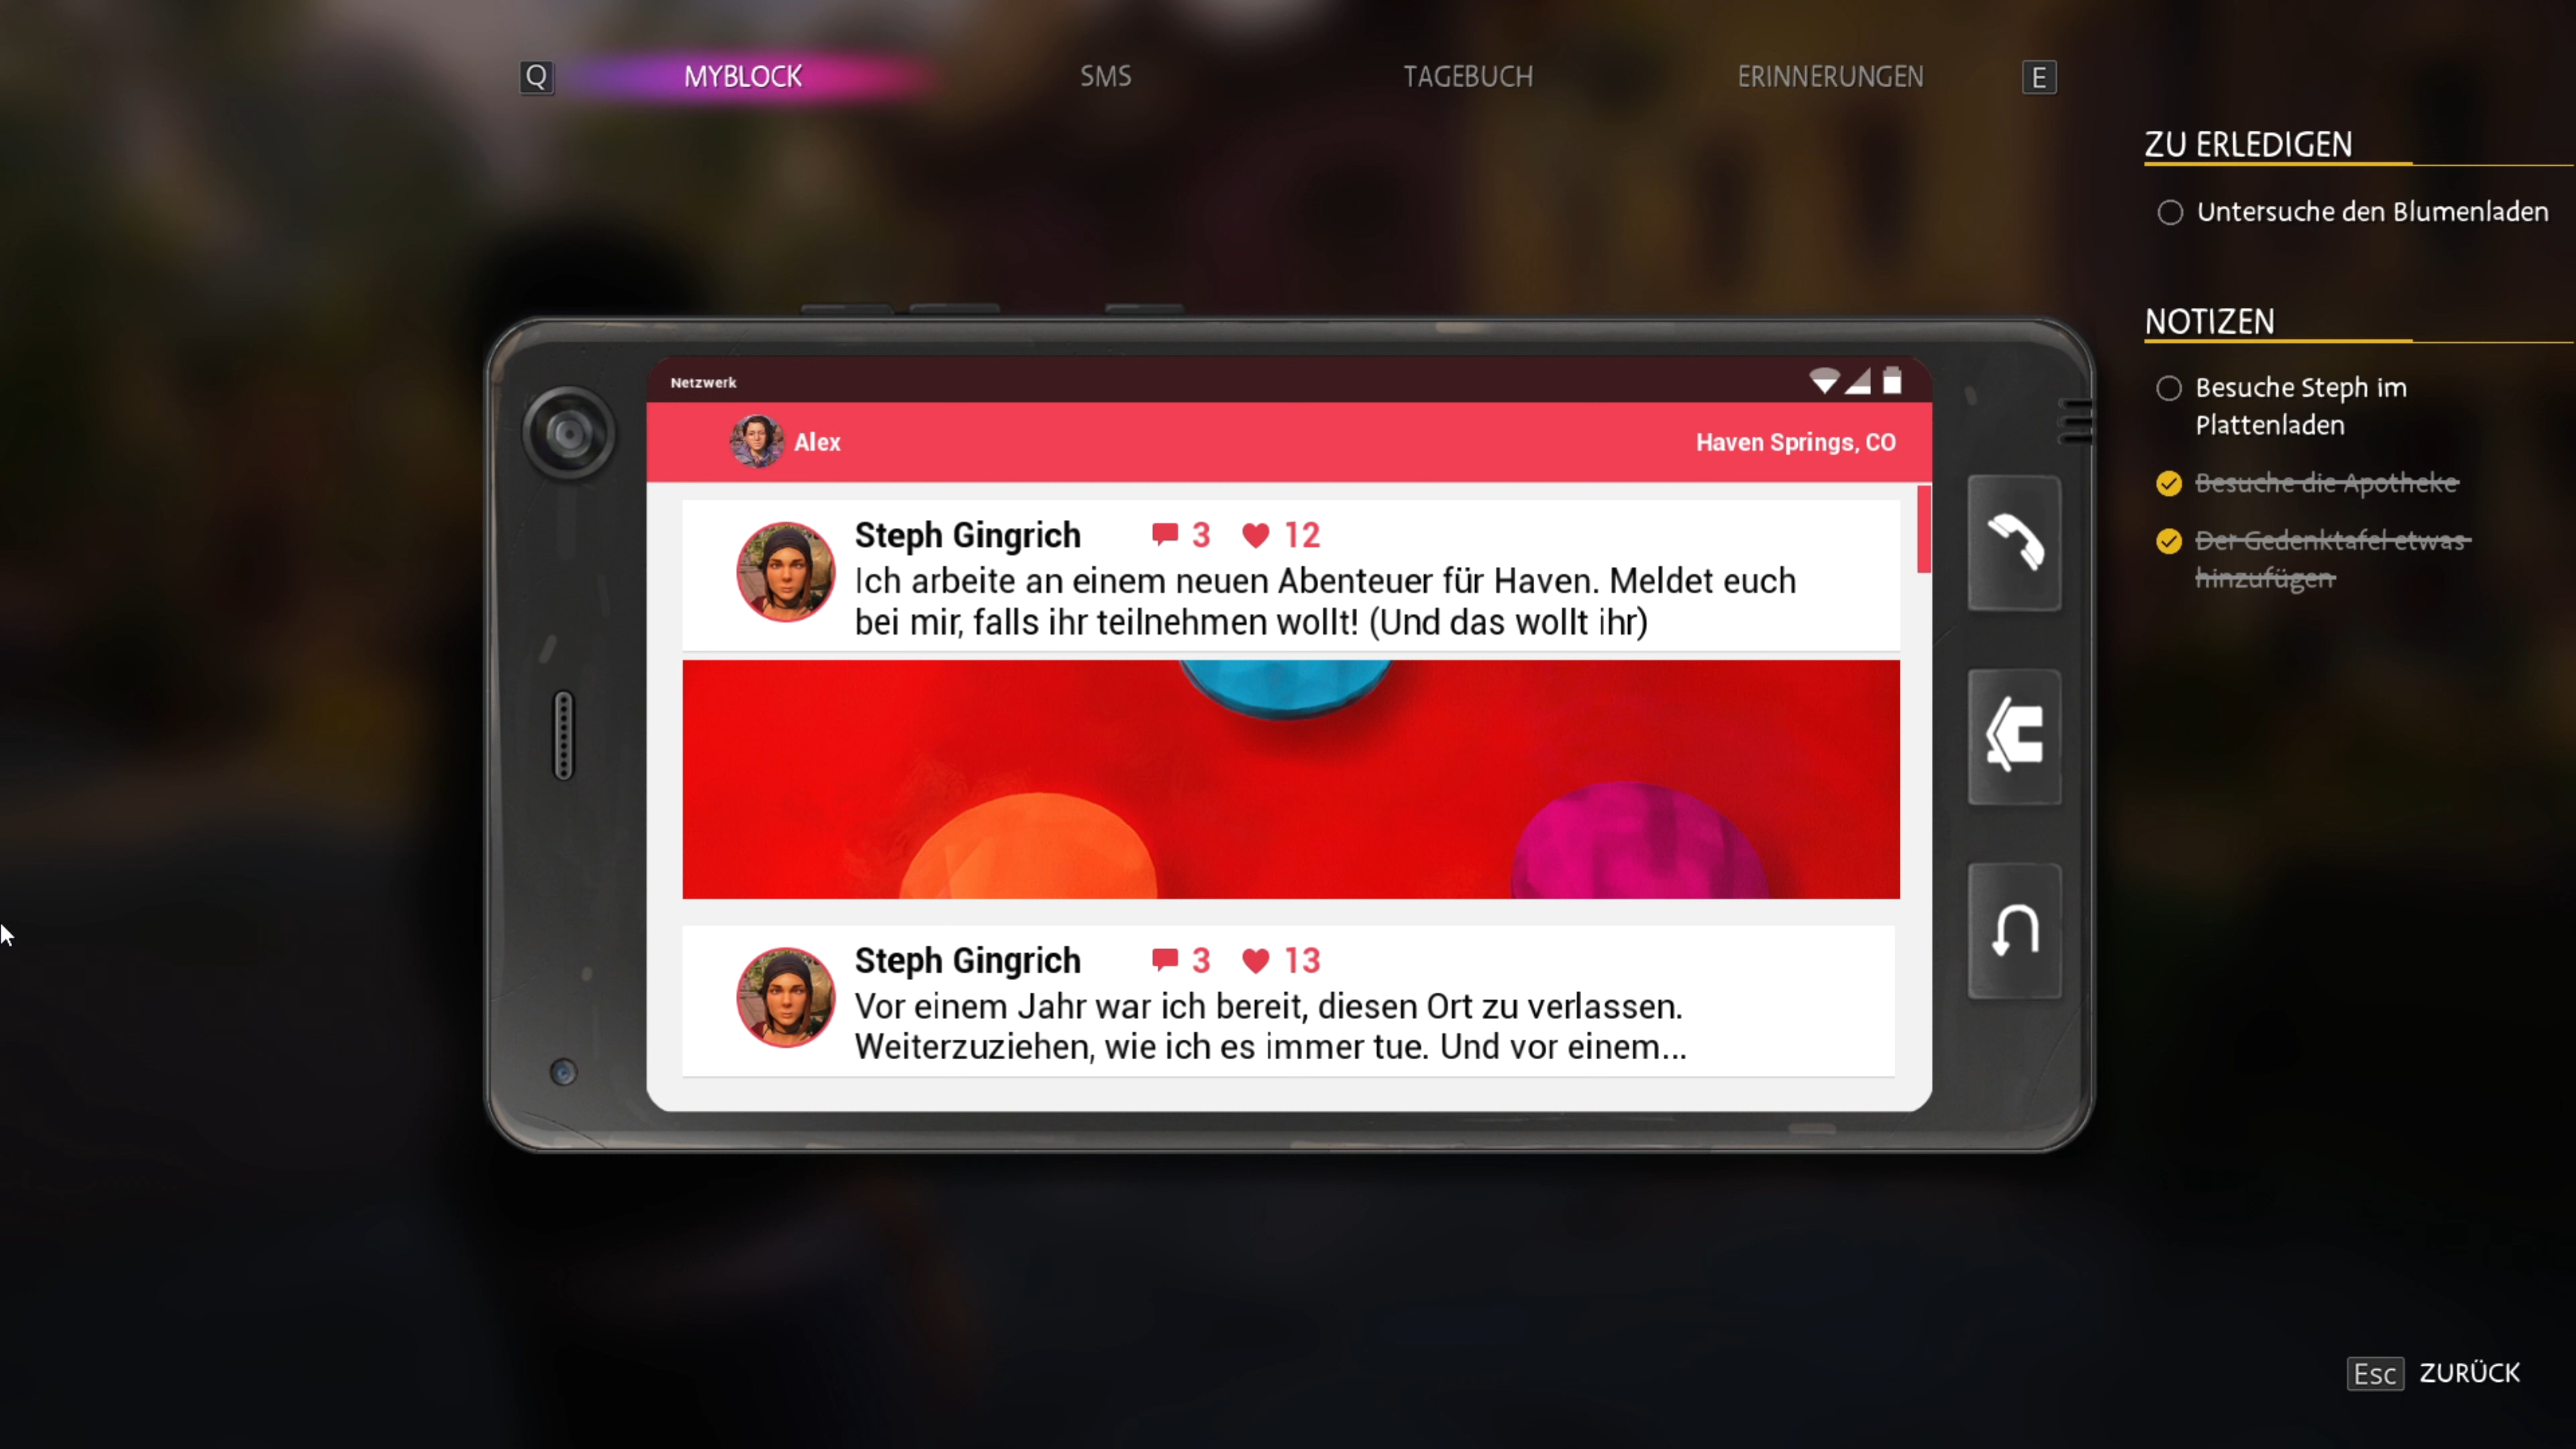 Q MYBLOCK SMS TAGEBUCH ERINNERUNGEN E
ZU ERLEDIGEN
Untersuche den Blumenladen
NOTIZEN
Besuche Steph im
Plattenladen
Besuche die Apotheke
Der Gedenktafel etwas
hinzufügen
Netzwerk
Alex Haven Springs, CO
Steph Gingrich 3 12
Ich arbeite an einem neuen Abenteuer für Haven. Meldet euch
bei mir, falls ihr teilnehmen wollt! (Und das wollt ihr)
Steph Gingrich 3 13
Vor einem Jahr war ich bereit, diesen Ort zu verlassen.
Weiterzuziehen, wie ich es immer tue. Und vor einem...
Esc ZURÜCK